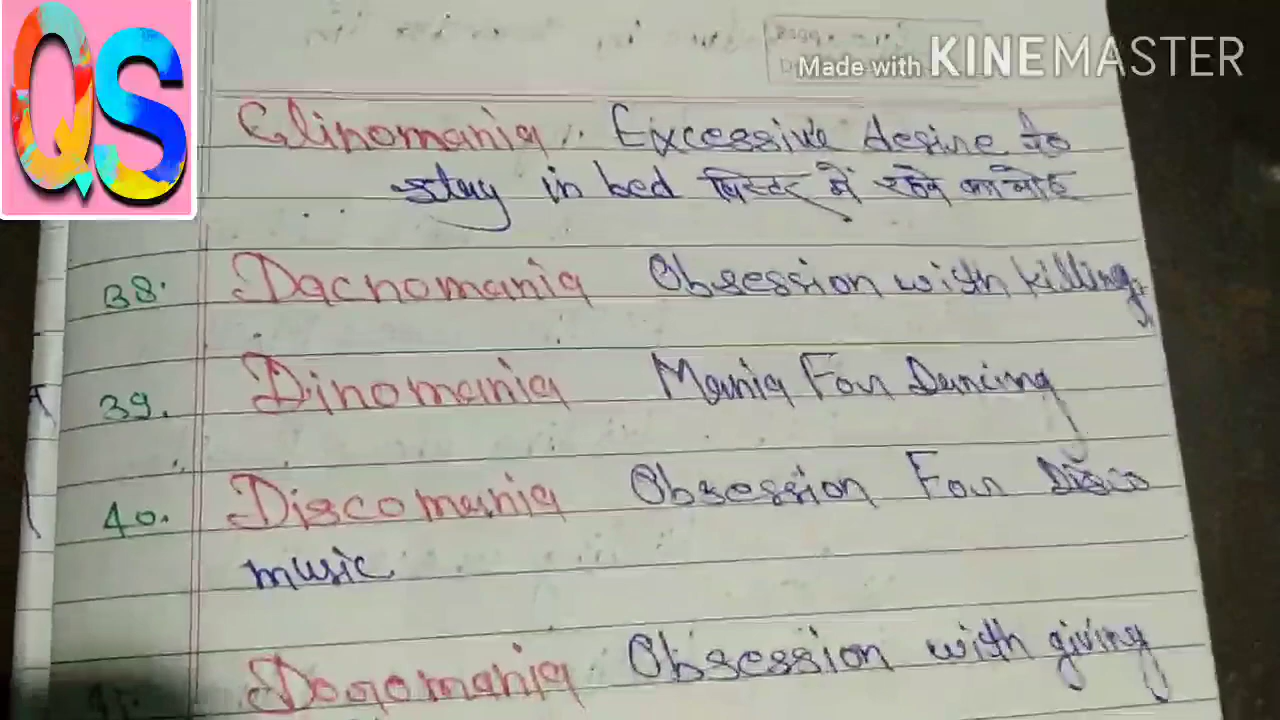 QS
Made with KINEMASTER
Clinomania. Excessive desire to
stay in bed बिस्तर में रहने का मोह
38. Dacnomania Obsession with killing.
39. Dinomania Mania For Dancing
40. Discomania Obsession For Disco
music.
Obsession with giving